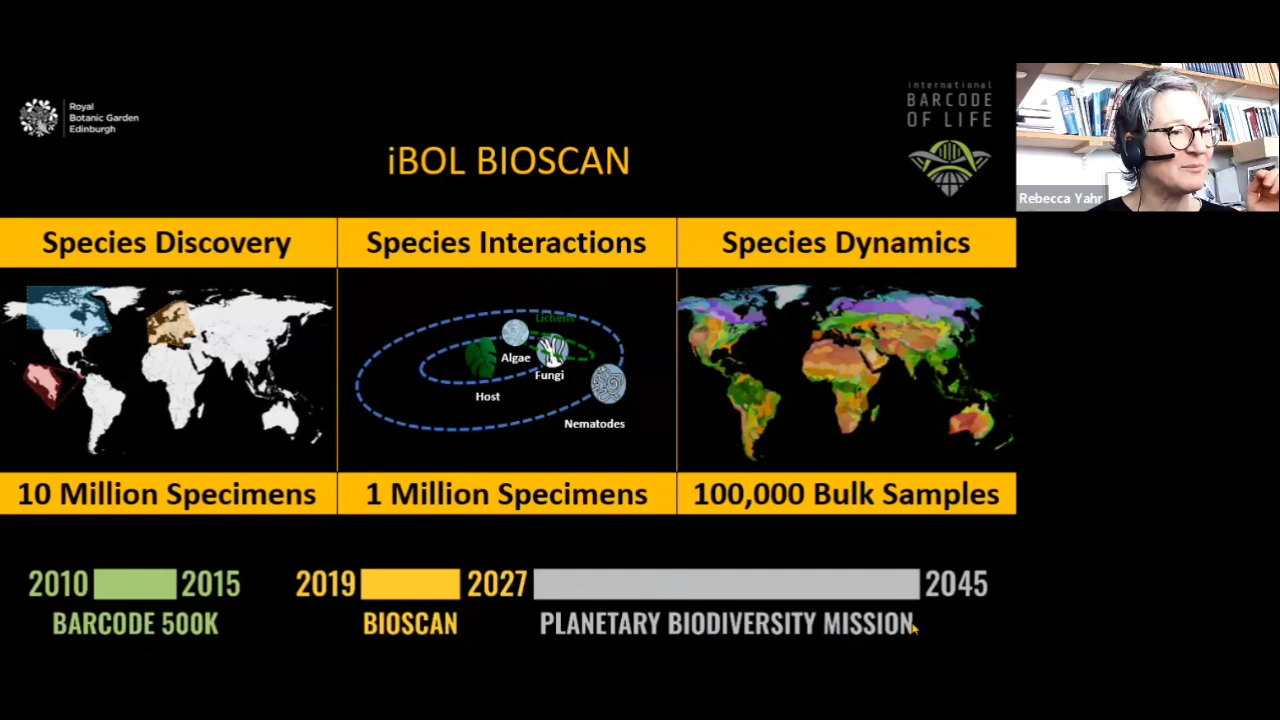 Royal
Botanic Garden
Edinburgh
iBOL BIOSCAN
international
BARCODE
OF LIFE
Rebecca Yahr
Species Discovery
Species Interactions
Species Dynamics
Lichens
Algae
Fungi
Host
Nematodes
10 Million Specimens
1 Million Specimens
100,000 Bulk Samples
2010
2015
2019
2027
2045
BARCODE 500K
BIOSCAN
PLANETARY BIODIVERSITY MISSION